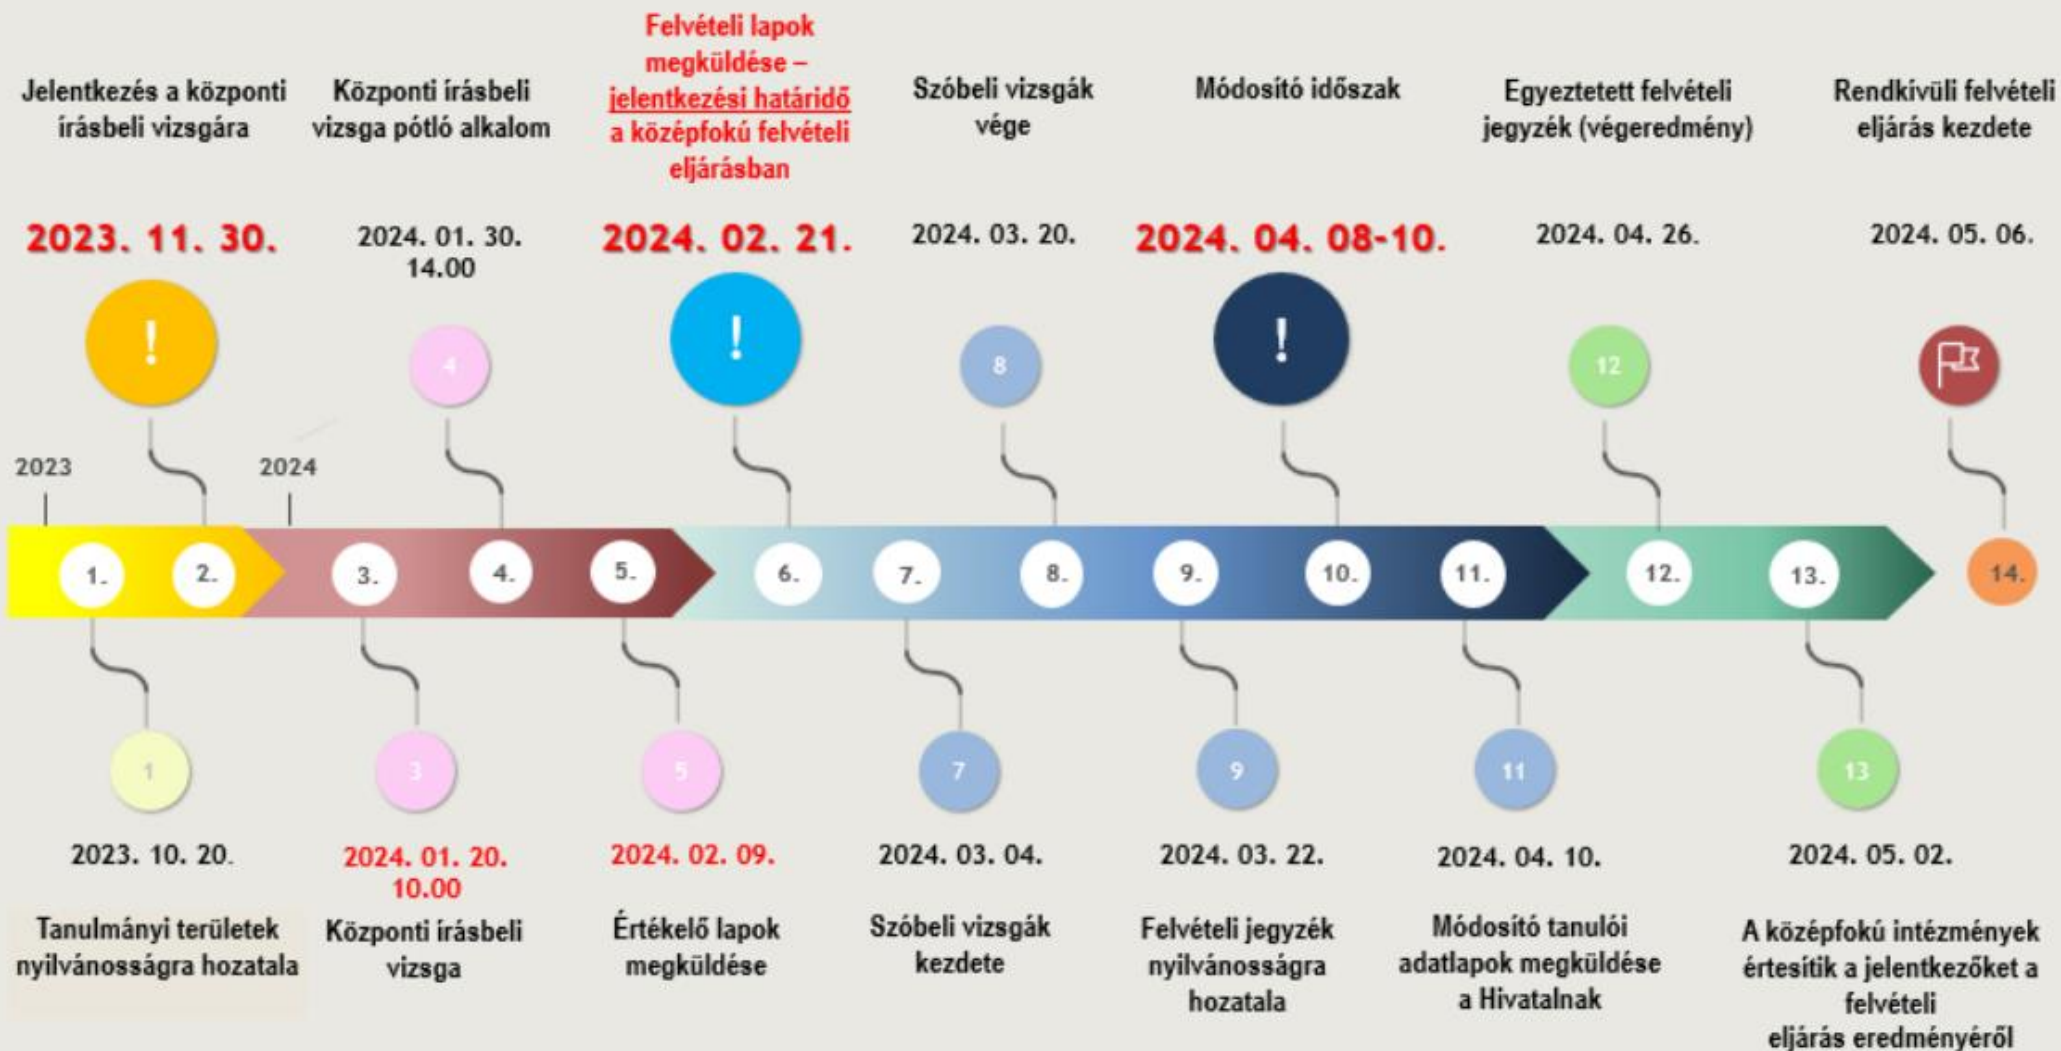 Jelentkezés a központi
írásbeli vizsgára
2023. 11. 30.
!
Központi írásbeli
vizsga pótló alkalom
2024. 01. 30.
14.00
4
Felvételi lapok
megküldése –
jelentkezési határidő
a középfokú felvételi
eljárásban
2024. 02. 21.
!
Szóbeli vizsgák
vége
2024. 03. 20.
8
Módosító időszak
2024. 04. 08-10.
!
Egyeztetett felvételi
jegyzék (végeredmény)
2024. 04. 26.
12
Rendkívüli felvételi
eljárás kezdete
2024. 05. 06.
2023
2024
1.
2.
3.
4.
5.
6.
7.
8.
9.
10.
11.
12.
13.
14.
1
2023. 10. 20.
Tanulmányi területek
nyilvánosságra hozatala
3
2024. 01. 20.
10.00
Központi írásbeli
vizsga
5
2024. 02. 09.
Értékelő lapok
megküldése
7
2024. 03. 04.
Szóbeli vizsgák
kezdete
9
2024. 03. 22.
Felvételi jegyzék
nyilvánosságra
hozatala
11
2024. 04. 10.
Módosító tanulói
adatlapok megküldése
a Hivatalnak
13
2024. 05. 02.
A középfokú intézmények
értesítik a jelentkezőket a
felvételi
eljárás eredményéről